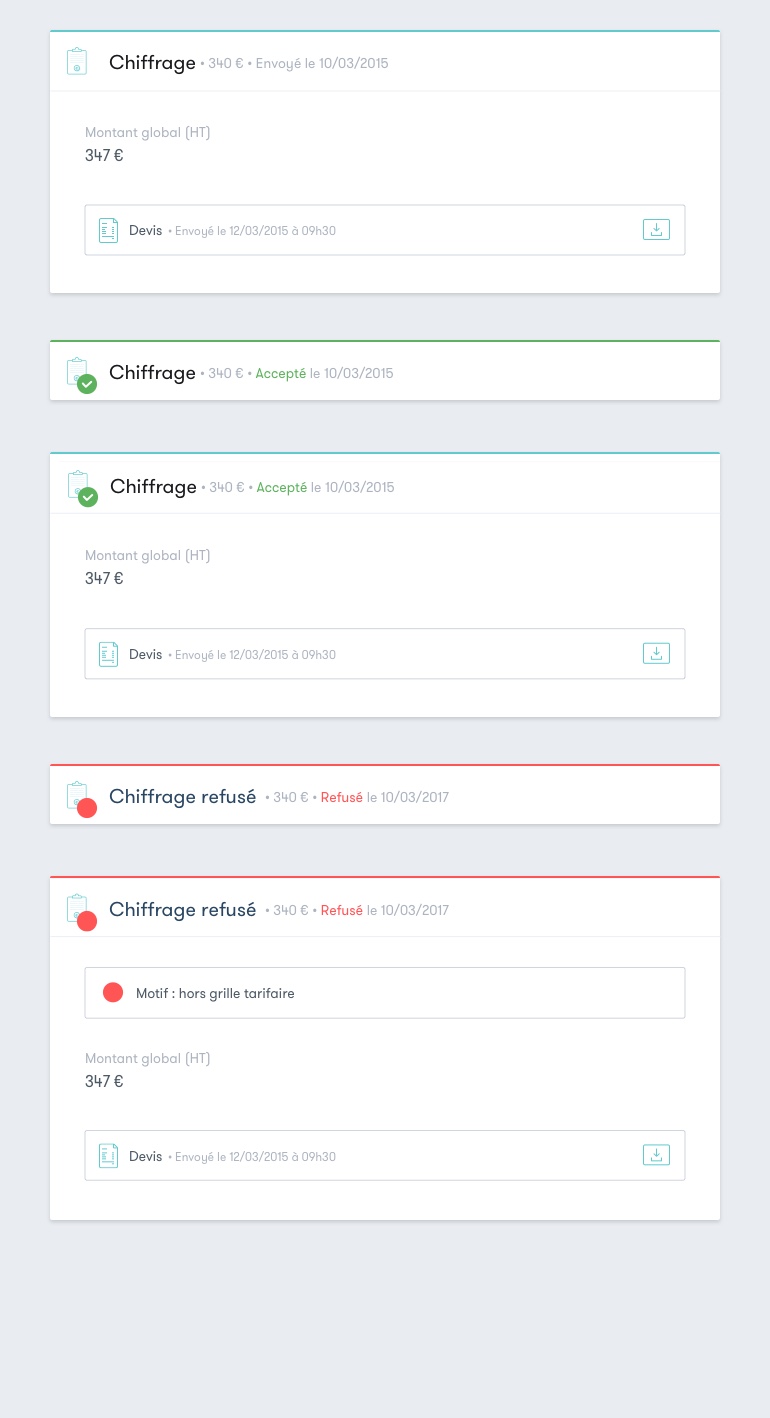 Chiffrage • 340 € • Envoyé le 10/03/2015
Montant global (HT)
347 €
Devis • Envoyé le 12/03/2015 à 09h30
Chiffrage • 340 € • Accepté le 10/03/2015
Chiffrage • 340 € • Accepté le 10/03/2015
Montant global (HT)
347 €
Devis • Envoyé le 12/03/2015 à 09h30
Chiffrage refusé • 340 € • Refusé le 10/03/2017
Chiffrage refusé • 340 € • Refusé le 10/03/2017
Motif : hors grille tarifaire
Montant global (HT)
347 €
Devis • Envoyé le 12/03/2015 à 09h30